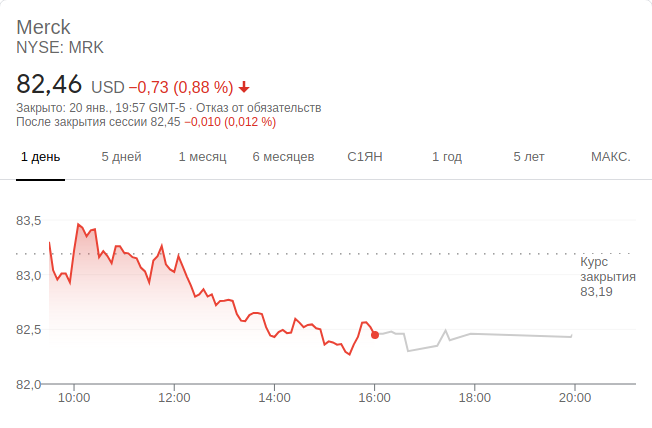 Merck
NYSE: MRK
82,46 USD −0,73 (0,88 %)
Закрыто: 20 янв., 19:57 GMT-5 · Отказ от обязательств
После закрытия сессии 82,45 −0,010 (0,012 %)
1 день 5 дней 1 месяц 6 месяцев С1ЯН 1 год 5 лет МАКС.
83,5
83,0
82,5
82,0
Курс
закрытия
83,19
10:00 12:00 14:00 16:00 18:00 20:00